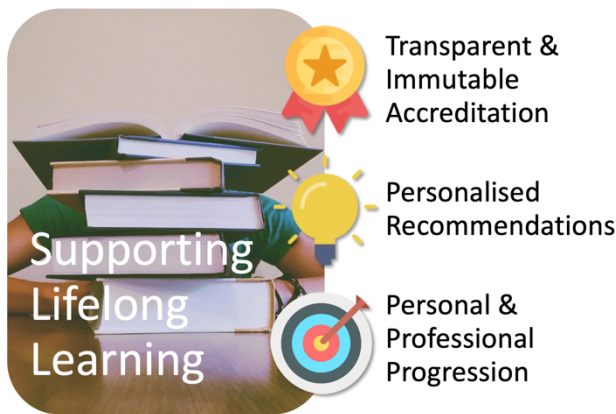 Supporting
Lifelong
Learning
Transparent &
Immutable
Accreditation
Personalised
Recommendations
Personal &
Professional
Progression